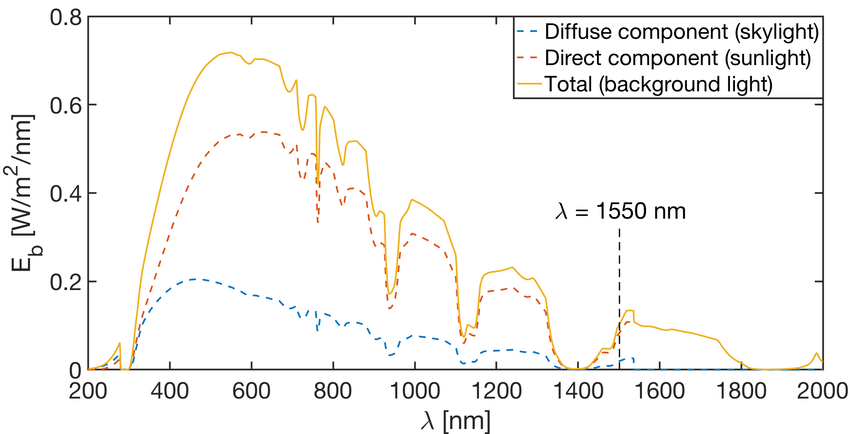 Diffuse component (skylight)
Direct component (sunlight)
Total (background light)
λ = 1550 nm
E_b [W/m²/nm]
0.8
0.6
0.4
0.2
0
200 400 600 800 1000 1200 1400 1600 1800 2000
λ [nm]